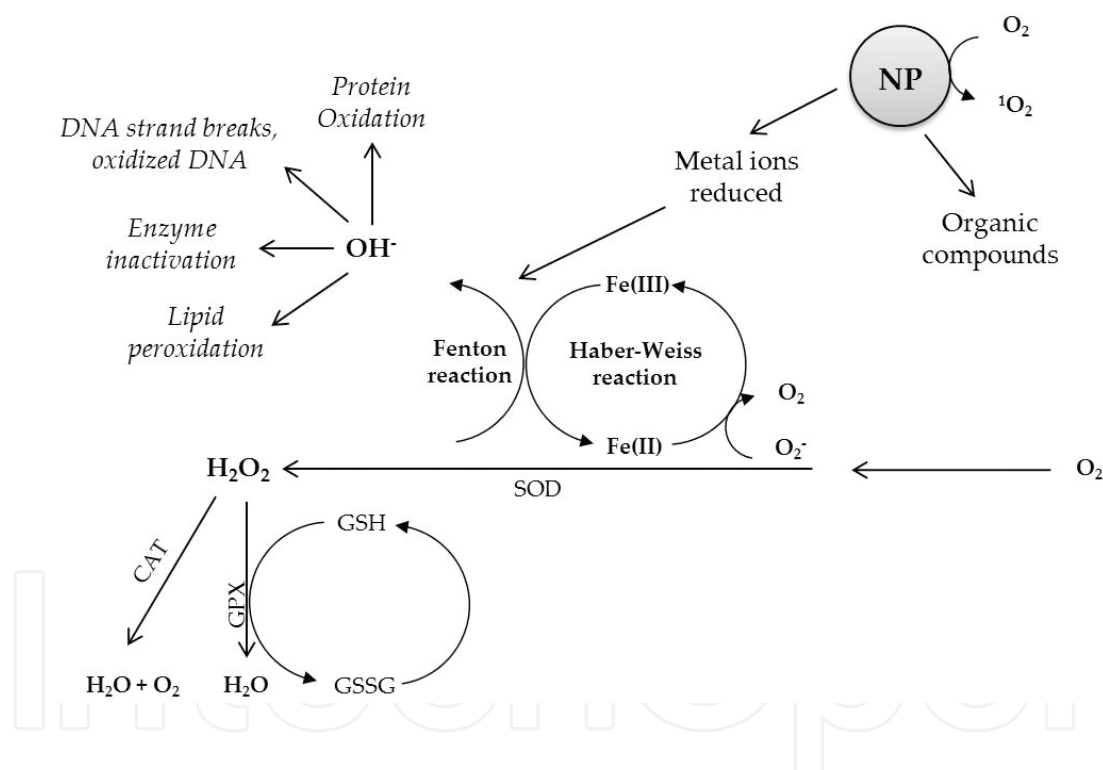 O₂
NP
¹O₂
Protein
Oxidation
DNA strand breaks,
oxidized DNA
Metal ions
reduced
Organic
compounds
Enzyme
inactivation
OH⁻
Lipid
peroxidation
Fe(III)
Fenton
reaction
Haber-Weiss
reaction
O₂
Fe(II)
O₂⁻
H₂O₂
SOD
O₂
GSH
CAT
GPX
H₂O + O₂
H₂O
GSSG